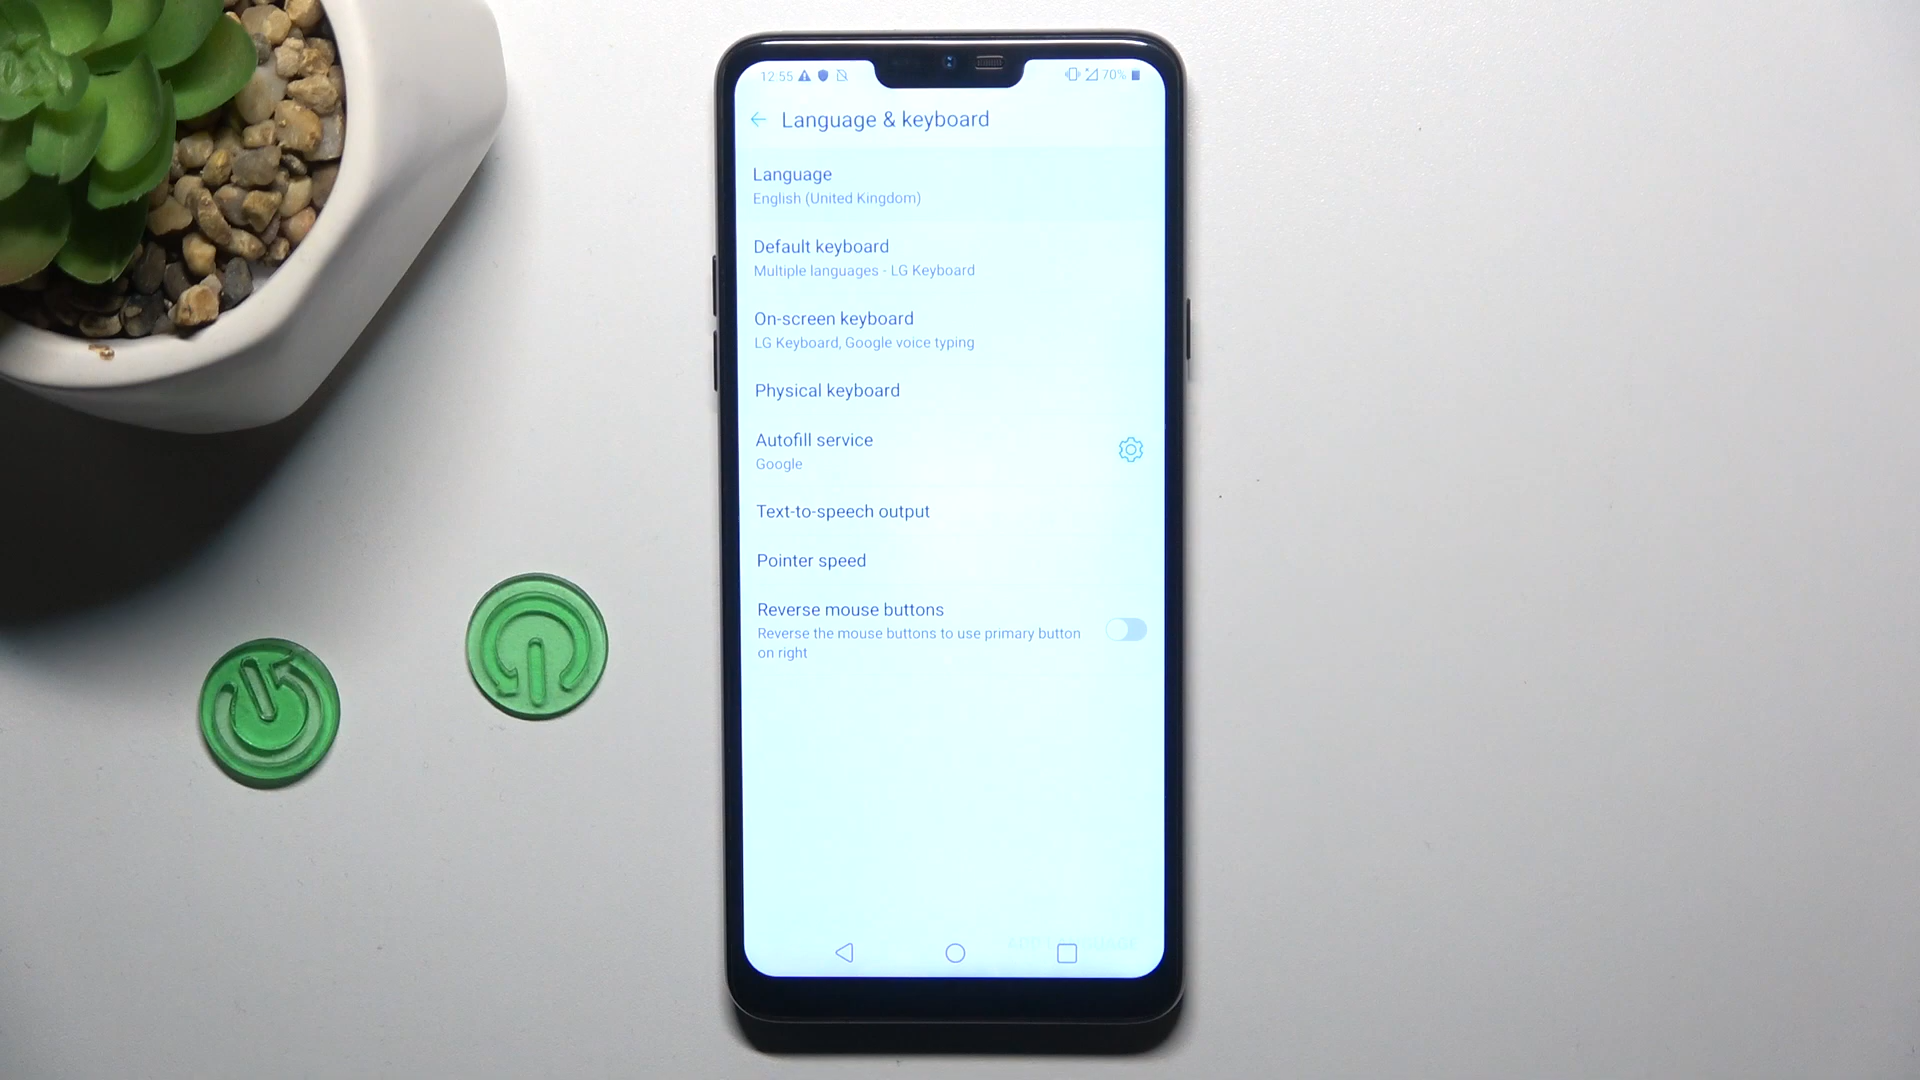 12:55
70%
Language & keyboard
Language
English (United Kingdom)
Default keyboard
Multiple languages - LG Keyboard
On-screen keyboard
LG Keyboard, Google voice typing
Physical keyboard
Autofill service
Google
Text-to-speech output
Pointer speed
Reverse mouse buttons
Reverse the mouse buttons to use primary button
on right